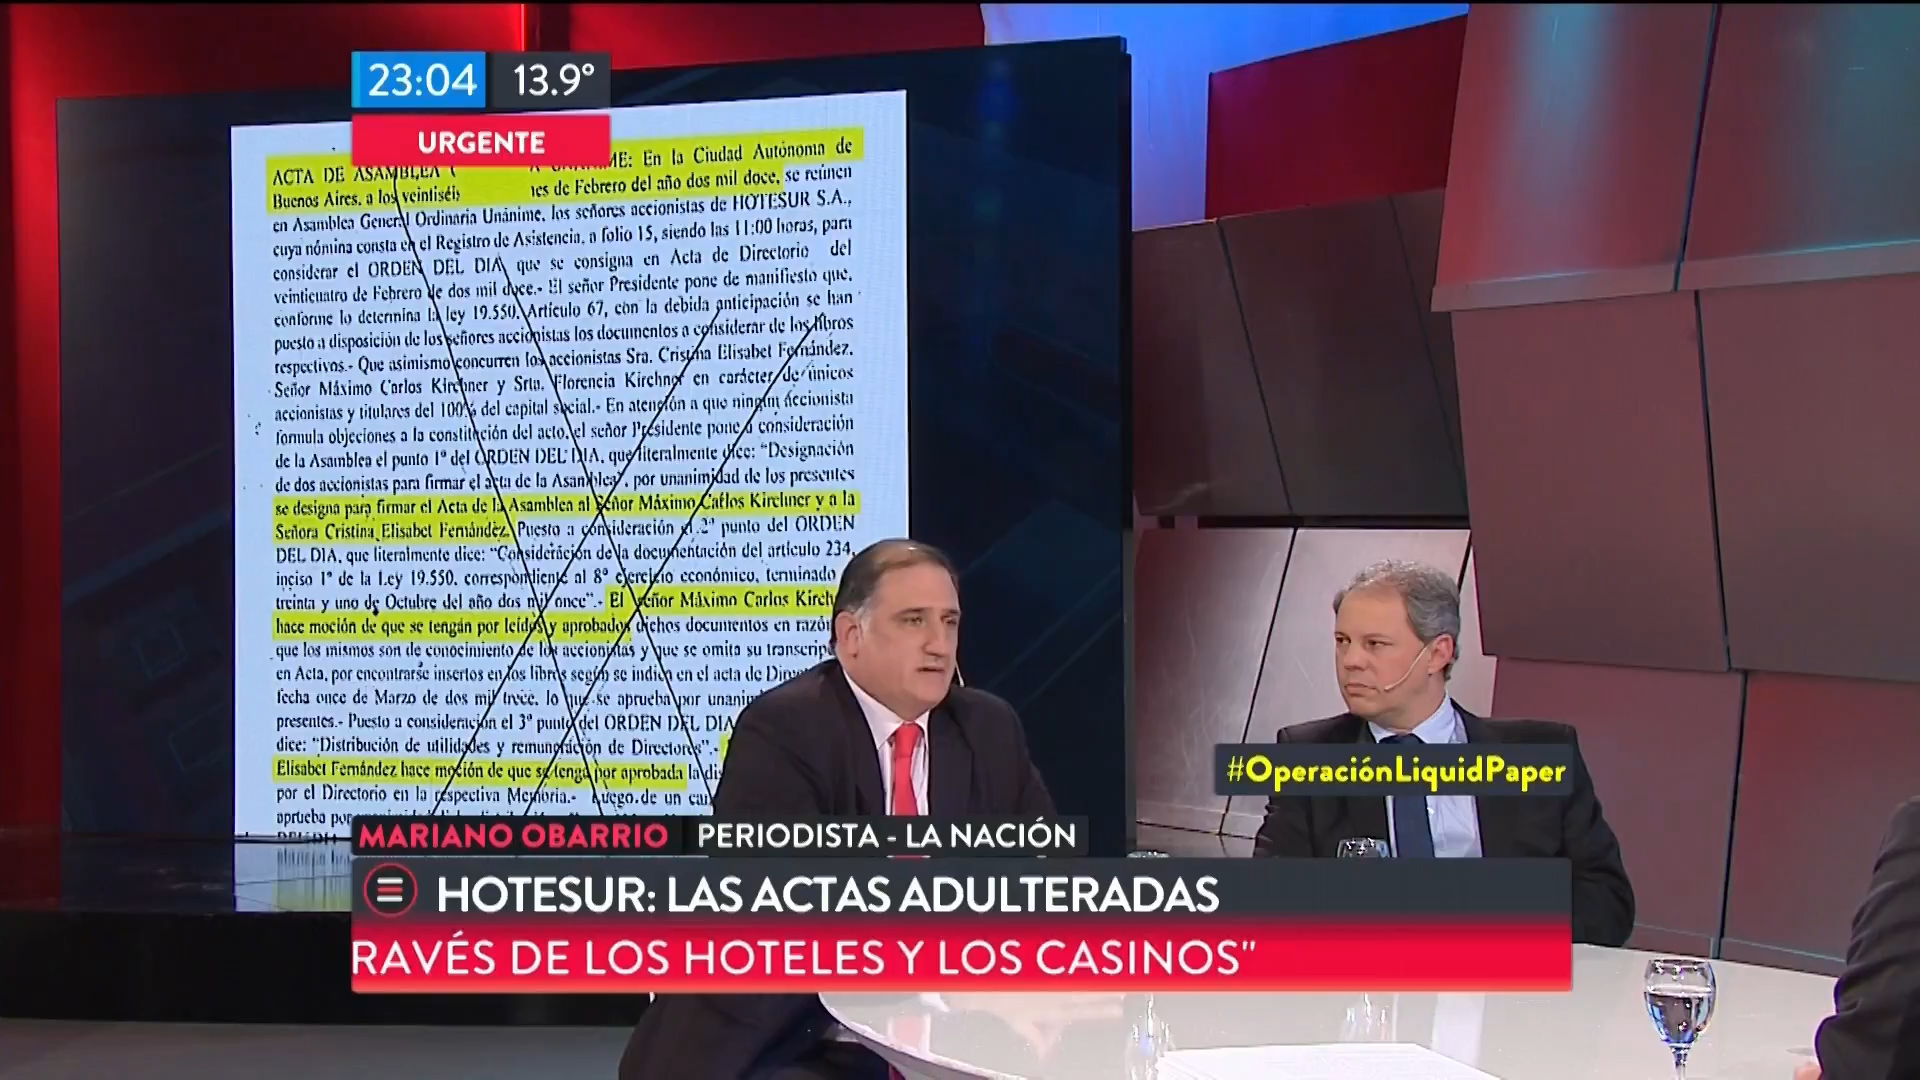 23:04 13.9°
URGENTE
ACTA DE ASAMBLEA UNANIME: En la Ciudad Autónoma de
Buenos Aires, a los veintiséis nes de Febrero del año dos mil doce, se reúnen
en Asamblea General Ordinaria Unánime, los señores accionistas de HOTESUR S.A.,
cuya nómina consta en el Registro de Asistencia, a folio 15, siendo las 11:00 horas, para
considerar el ORDEN DEL DIA, que se consigna en Acta de Directorio del
veinticuatro de Febrero de dos mil doce.- El señor Presidente pone de manifiesto que,
conforme lo determina la ley 19.550, Artículo 67, con la debida anticipación se han
puesto a disposición de los señores accionistas los documentos a considerar de los libros
respectivos.- Que asimismo concurren los accionistas Sra. Cristina Elisabet Fernández,
Señor Máximo Carlos Kirchner y Srta. Florencia Kirchner en carácter de únicos
accionistas y titulares del 100% del capital social.- En atención a que ningún accionista
formula objeciones a la constitución del acto, el señor Presidente pone a consideración
de la Asamblea el punto 1º del ORDEN DEL DIA, que literalmente dice: "Designación
de dos accionistas para firmar el acta de la Asamblea", por unanimidad de los presentes
se designa para firmar el Acta de la Asamblea al Señor Máximo Carlos Kirchner y a la
Señora Cristina Elisabet Fernández. Puesto a consideración el 2º punto del ORDEN
DEL DIA, que literalmente dice: "Consideración de la documentación del artículo 234,
inciso 1º de la Ley 19.550, correspondiente al 8º ejercicio económico, terminado
treinta y uno de Octubre del año dos mil once".- El Señor Máximo Carlos Kirch
hace moción de que se tengan por leídos y aprobados dichos documentos en razó
que los mismos son de conocimiento de los accionistas y que se omita su transcrip
en Acta, por encontrarse insertos en los libros según se indica en el acta de Dire
fecha once de Marzo de dos mil trece, lo que se aprueba por unanim
presentes.- Puesto a consideración el 3º punto del ORDEN DEL DIA
dice: "Distribución de utilidades y remuneración de Directores".-
Elisabet Fernández hace moción de que se tenga por aprobada la dis
por el Directorio en la respectiva Memoria.- Luego de un cu
aprueba por
#OperaciónLiquidPaper
MARIANO OBARRIO PERIODISTA - LA NACIÓN
HOTESUR: LAS ACTAS ADULTERADAS
RAVÉS DE LOS HOTELES Y LOS CASINOS"